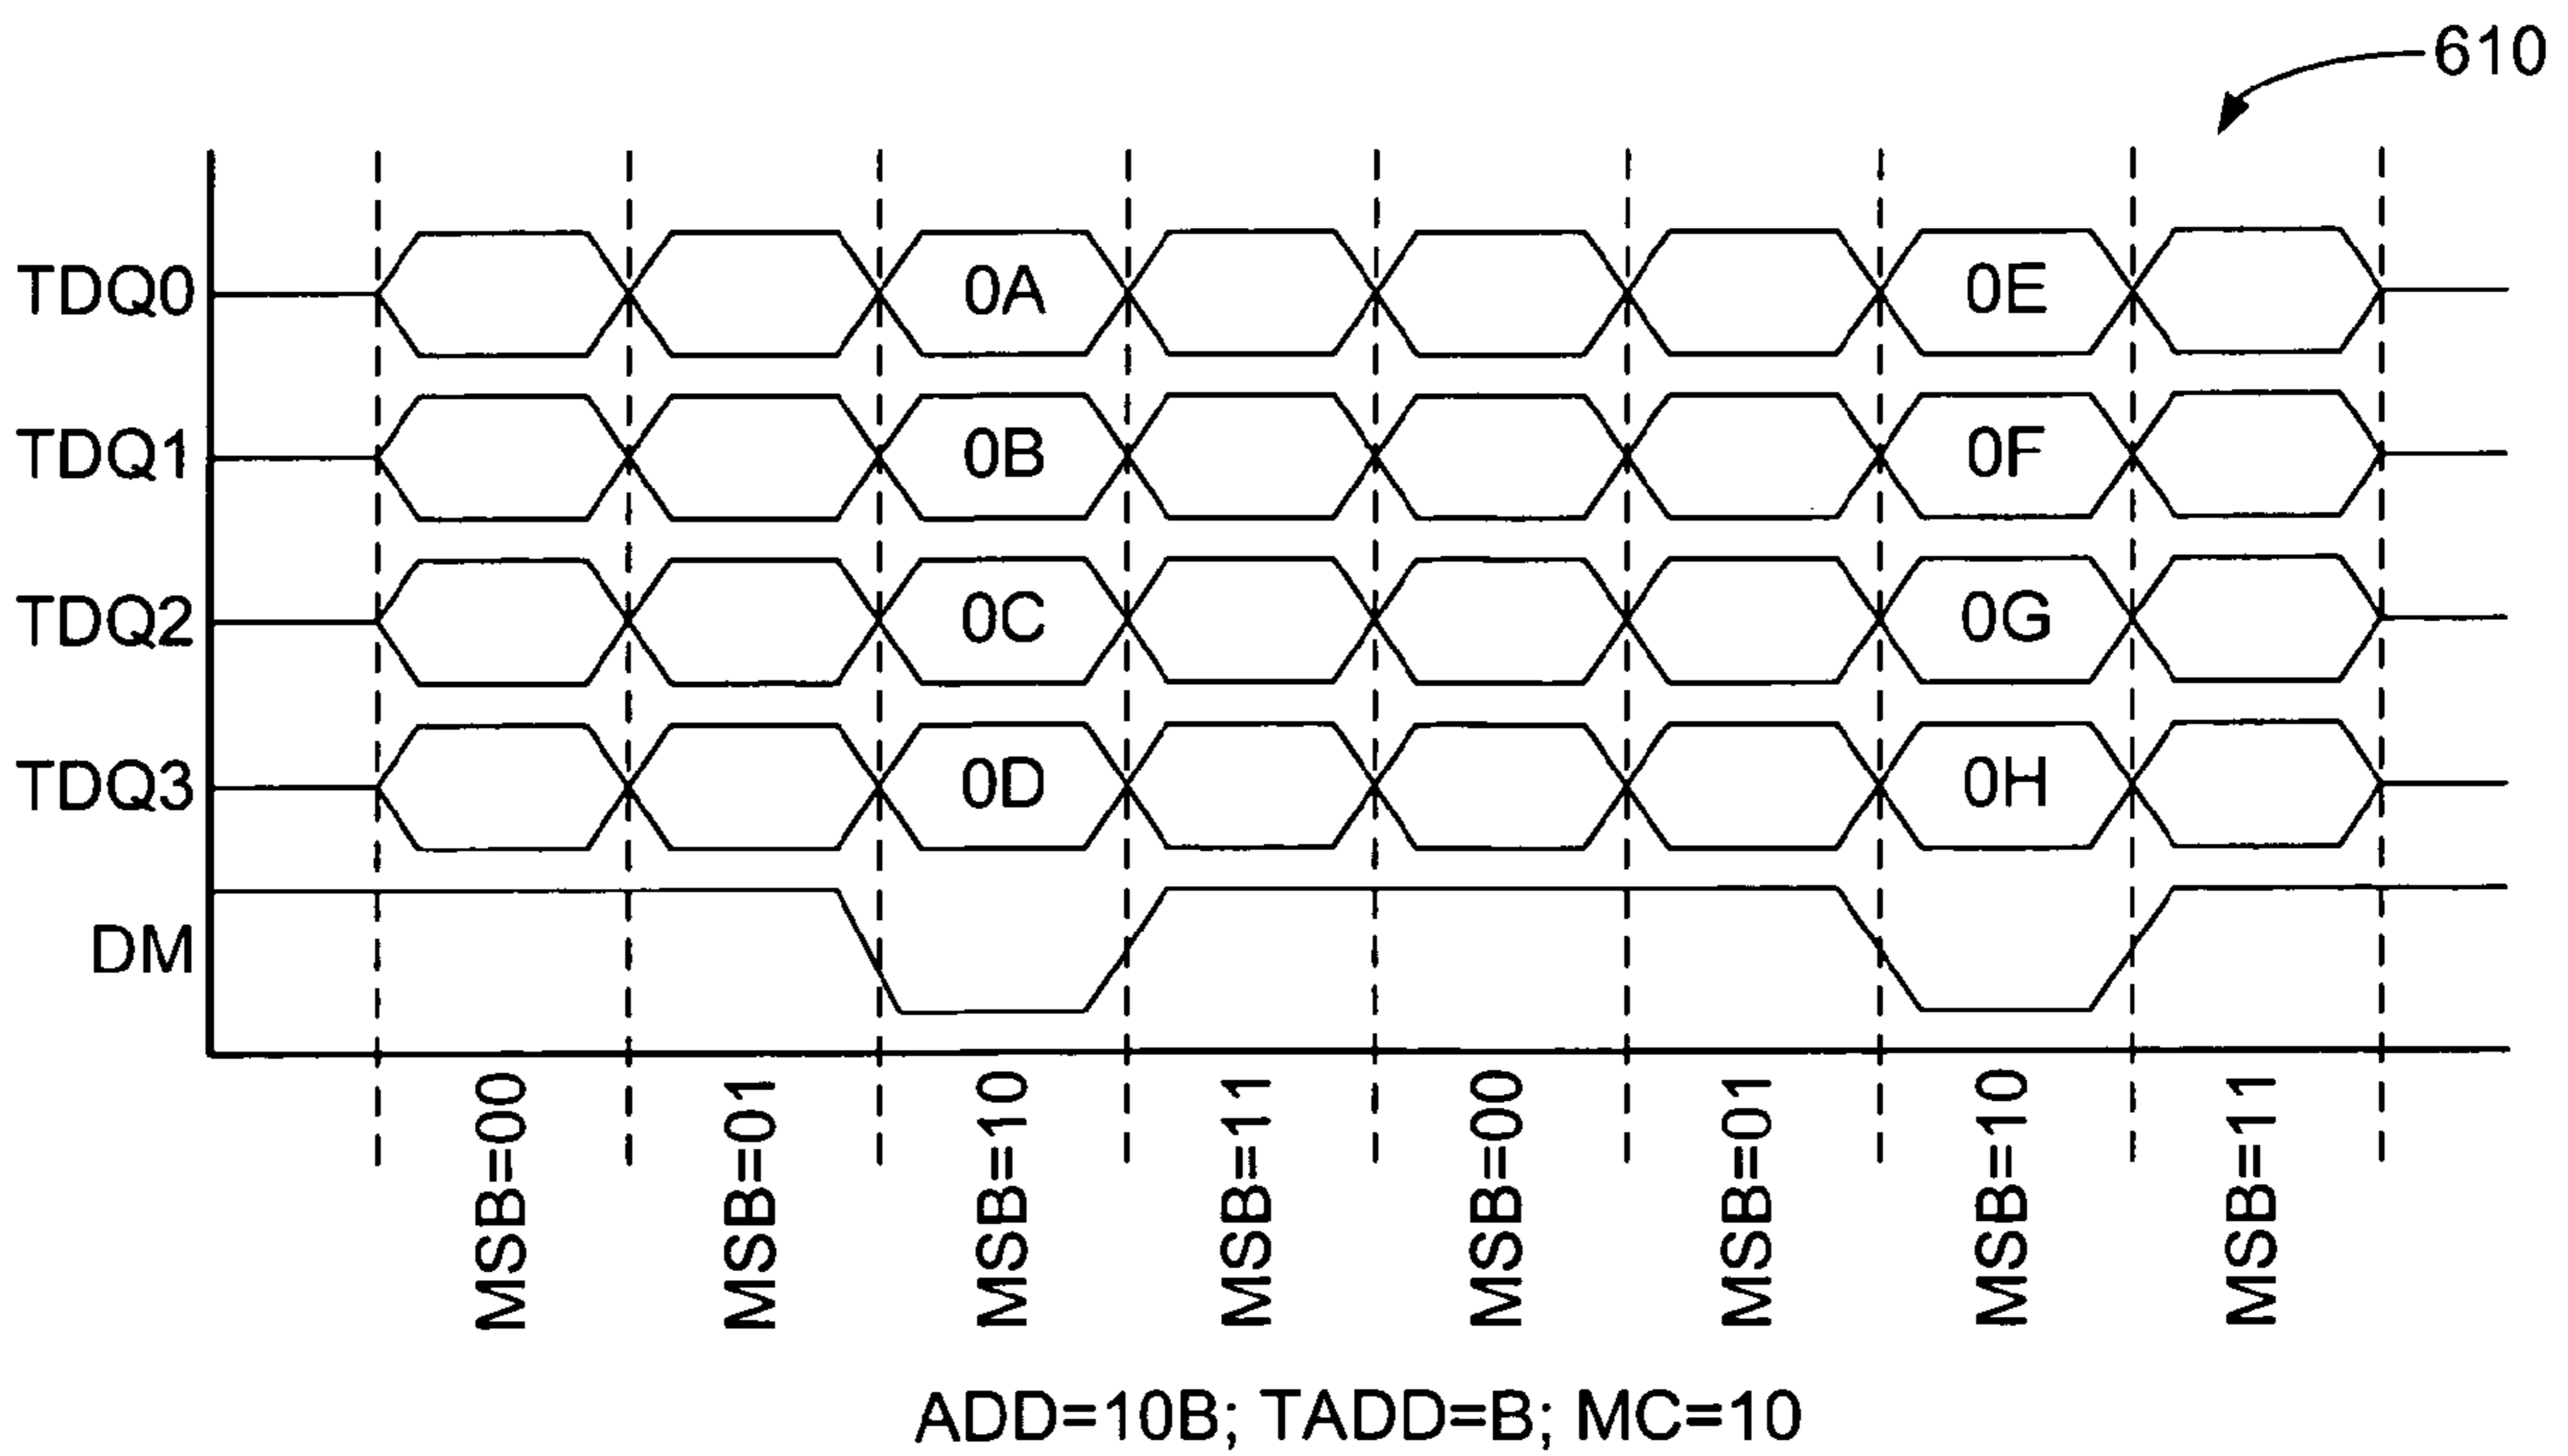 610
TDQ0 0A 0E
TDQ1 0B 0F
TDQ2 0C 0G
TDQ3 0D 0H
DM
MSB=00
MSB=01
MSB=10
MSB=11
MSB=00
MSB=01
MSB=10
MSB=11
ADD=10B; TADD=B; MC=10